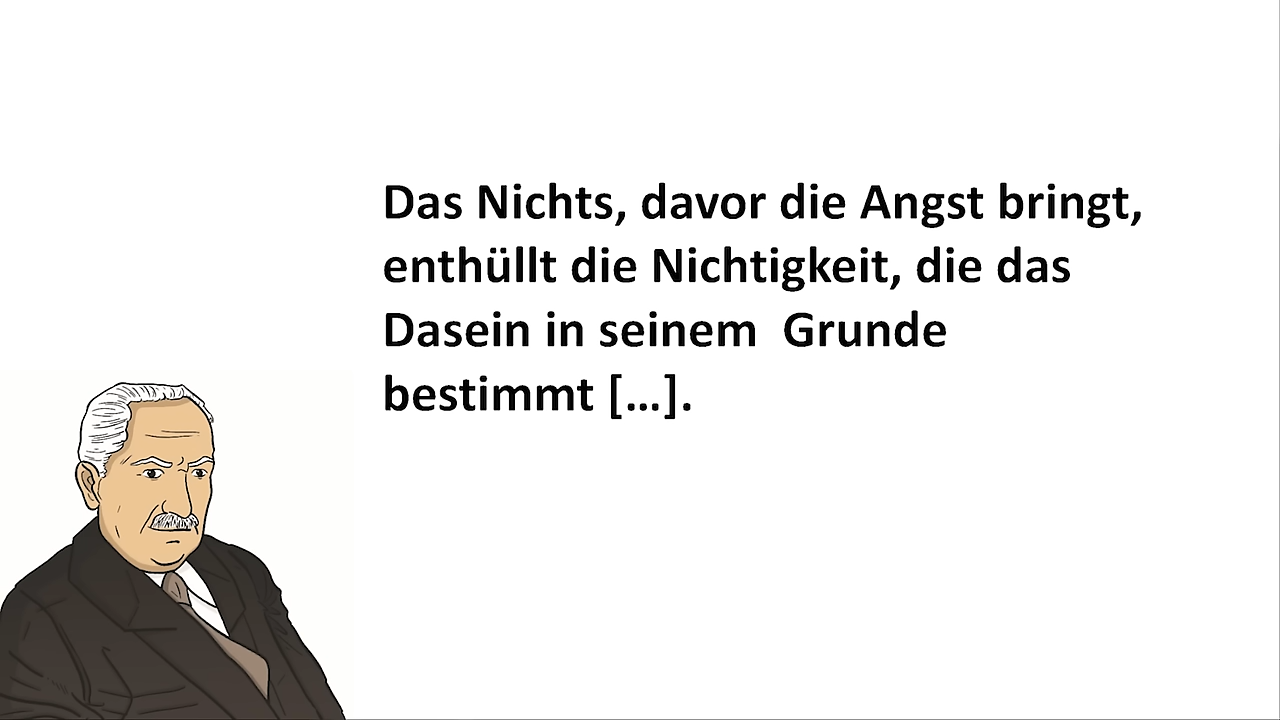 Das Nichts, davor die Angst bringt,
enthüllt die Nichtigkeit, die das
Dasein in seinem  Grunde
bestimmt […].